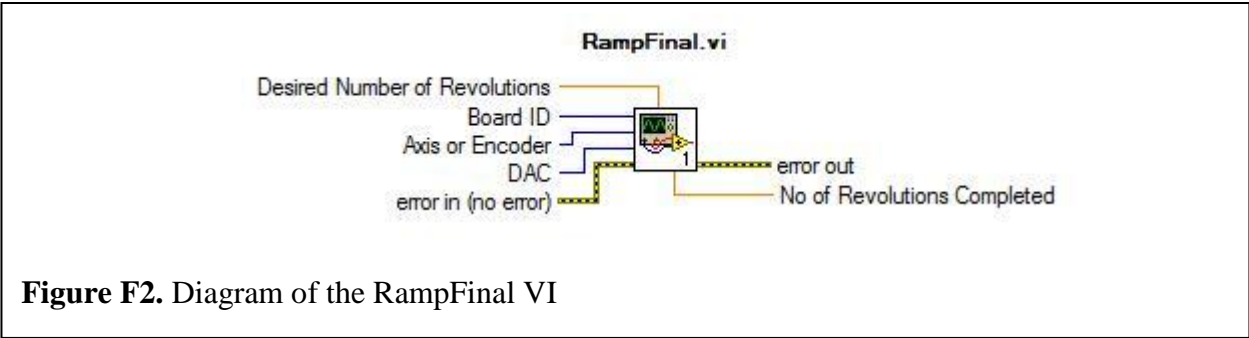 RampFinal.vi
Desired Number of Revolutions
Board ID
Axis or Encoder
DAC
error in (no error)
1
error out
No of Revolutions Completed
Figure F2. Diagram of the RampFinal VI